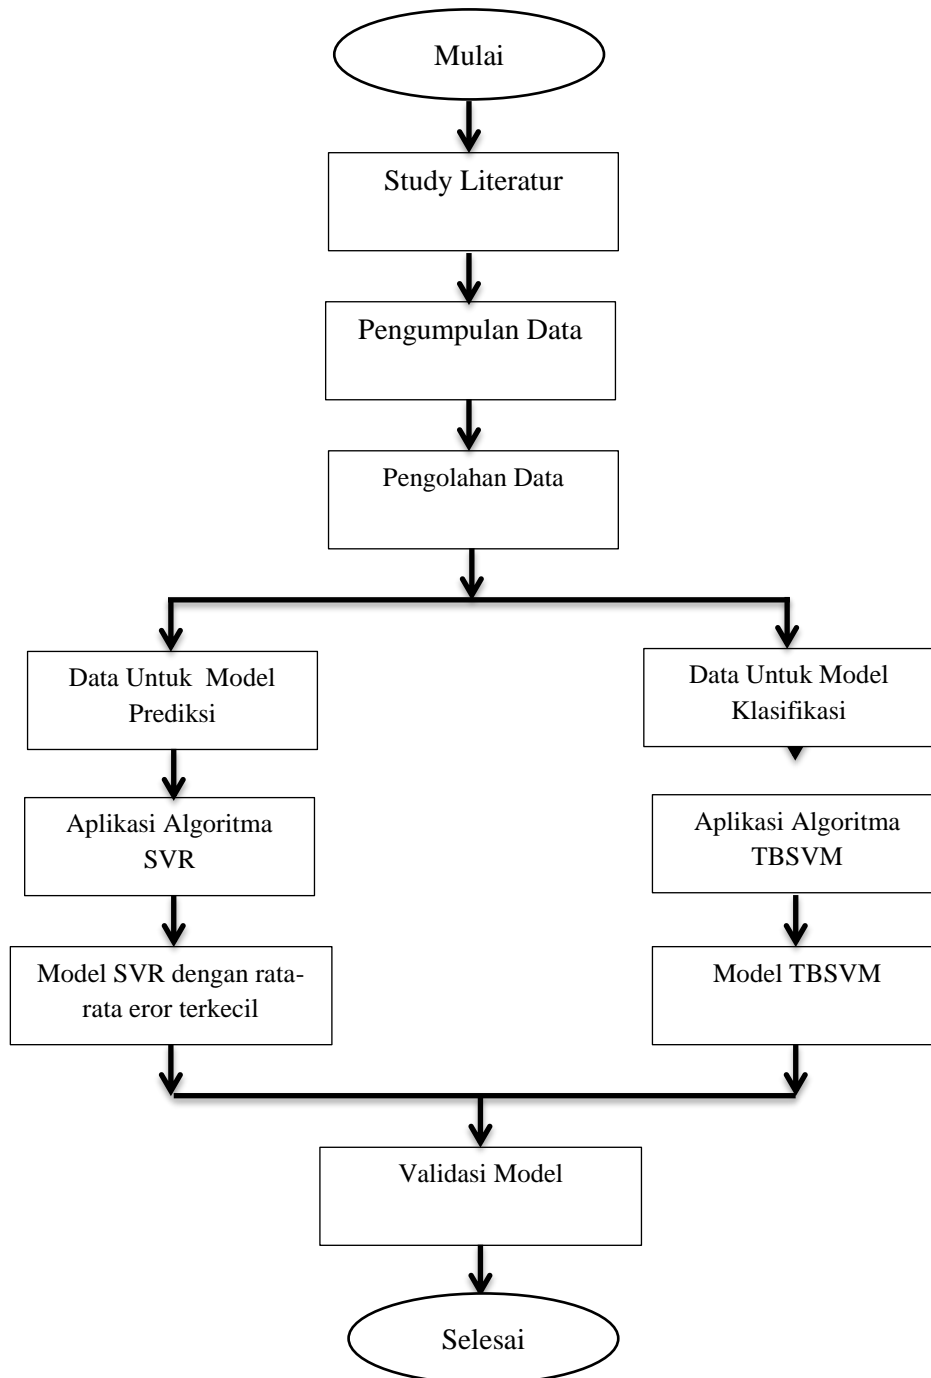 Mulai
Study Literatur
Pengumpulan Data
Pengolahan Data
Data Untuk Model
Prediksi
Data Untuk Model
Klasifikasi
Aplikasi Algoritma
SVR
Aplikasi Algoritma
TBSVM
Model SVR dengan rata-
rata eror terkecil
Model TBSVM
Validasi Model
Selesai